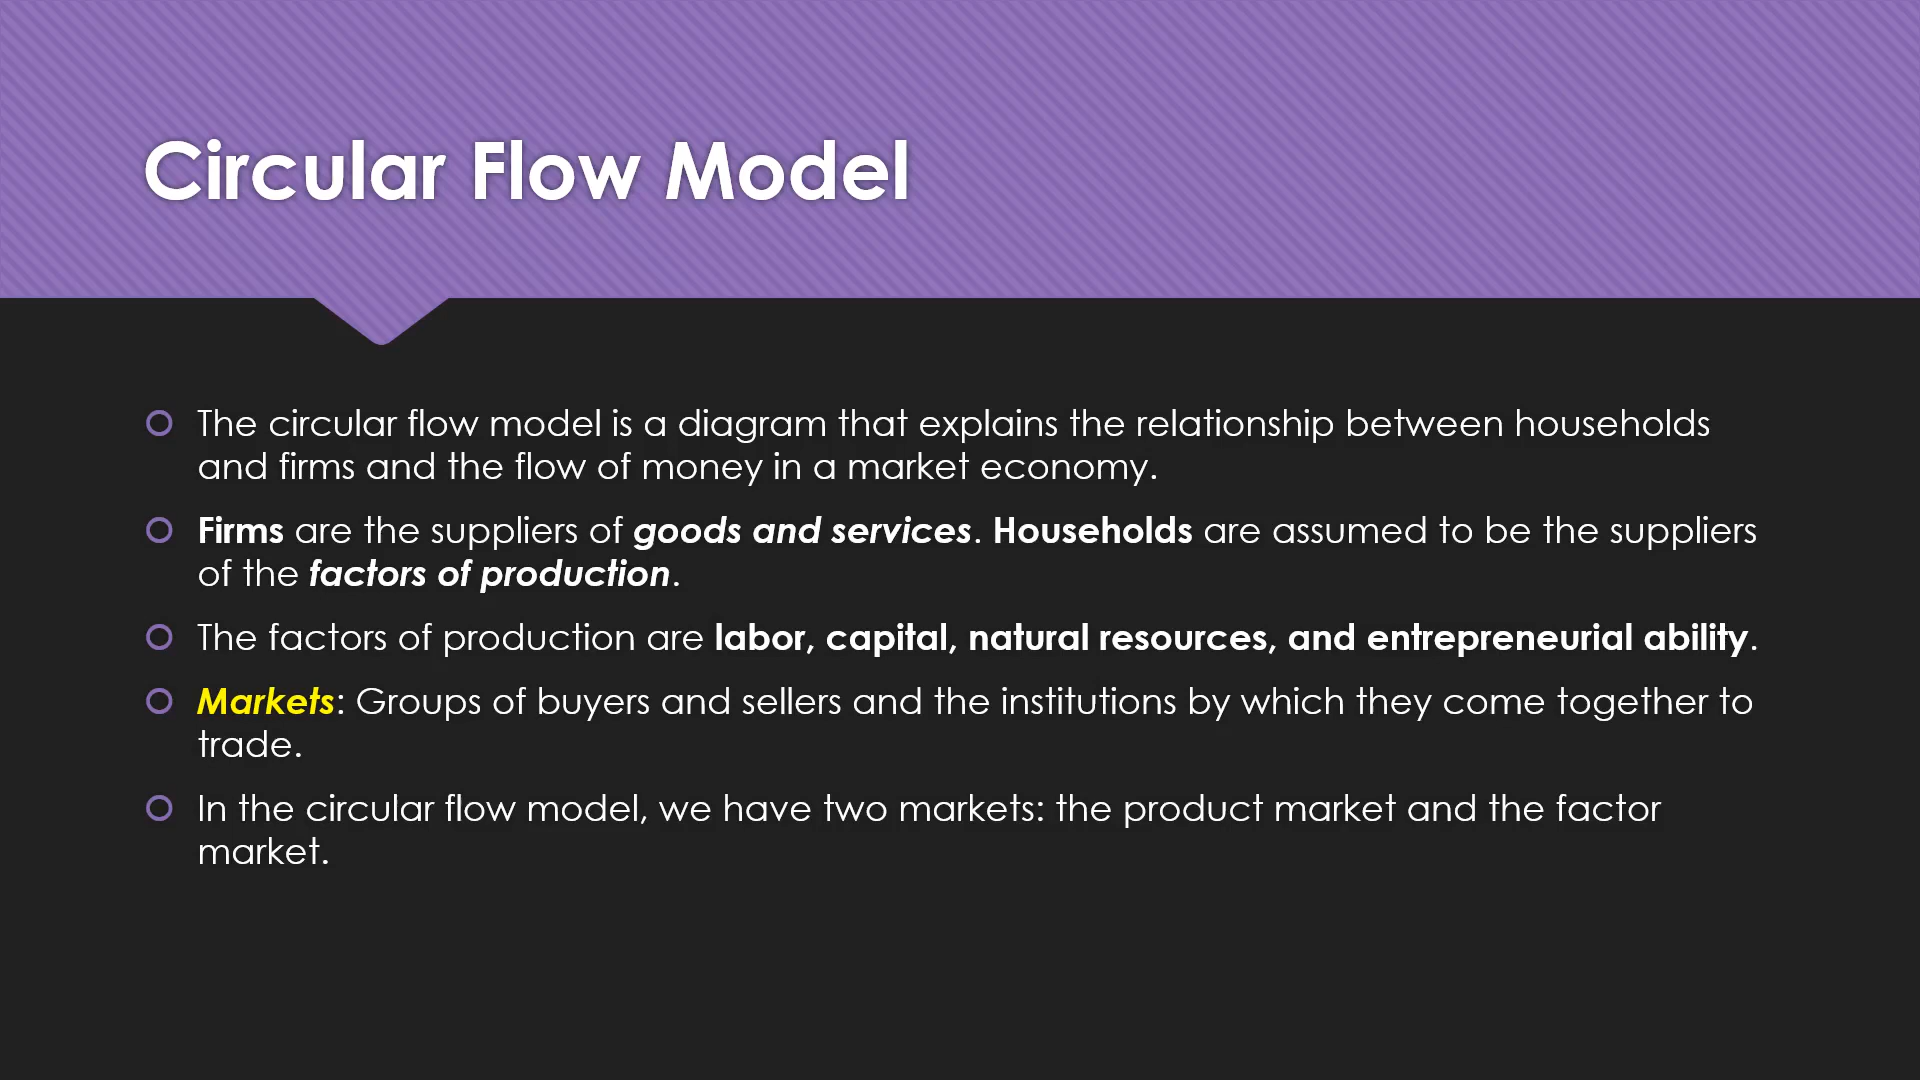 Circular Flow Model
The circular flow model is a diagram that explains the relationship between households
and firms and the flow of money in a market economy.
Firms are the suppliers of goods and services. Households are assumed to be the suppliers
of the factors of production.
The factors of production are labor, capital, natural resources, and entrepreneurial ability.
Markets: Groups of buyers and sellers and the institutions by which they come together to
trade.
In the circular flow model, we have two markets: the product market and the factor
market.